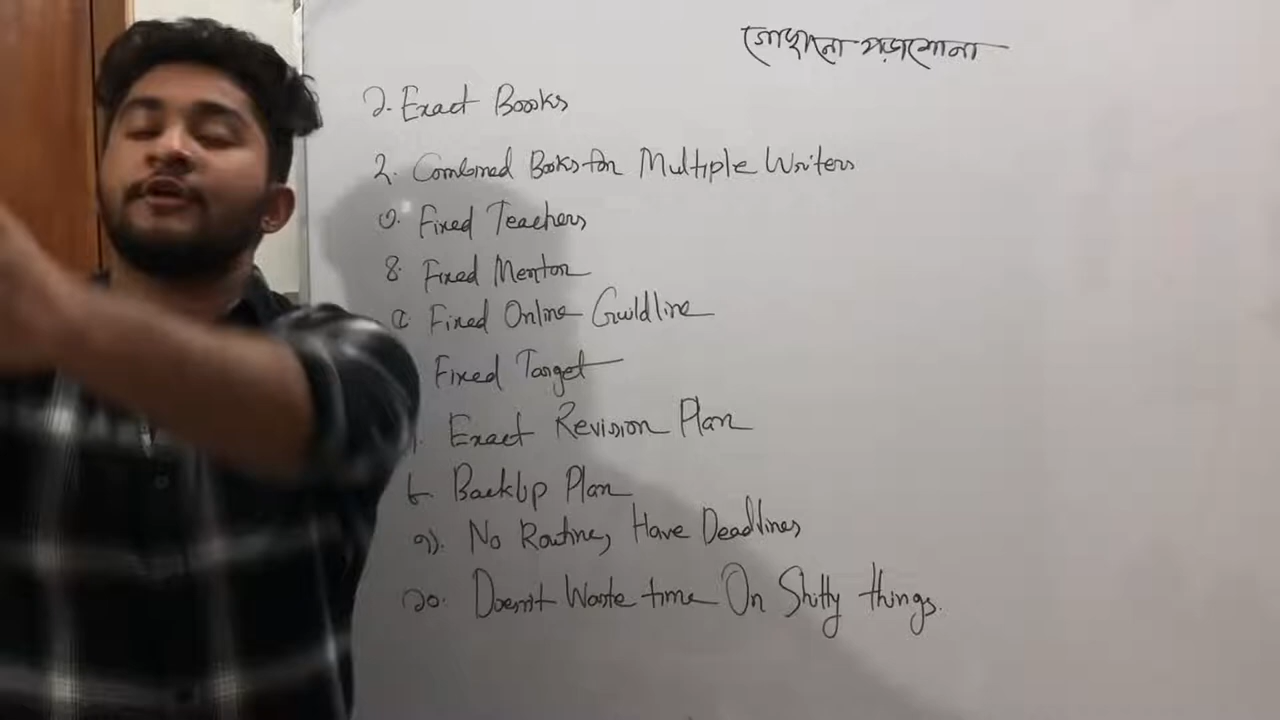 গোছানো পড়াশোনা
১. Exact Books
২. Combined Books for Multiple Writers
৩. Fixed Teachers
৪. Fixed Mentor
৫. Fixed Online Guildline
Fixed Target
Exact Revision Plan
৮. BackUp Plan
৯. No Routine, Have Deadlines
১০. Doesn't Waste time On Shitty things.